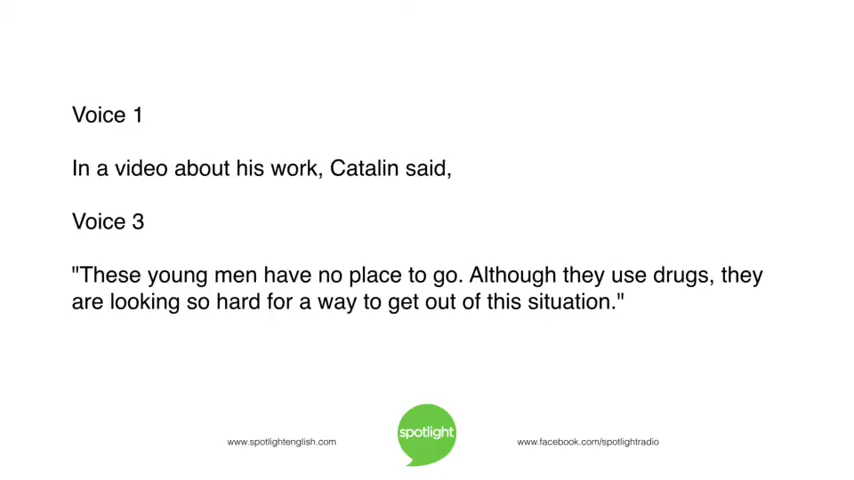 Voice 1
In a video about his work, Catalin said,
Voice 3
"These young men have no place to go. Although they use drugs, they
are looking so hard for a way to get out of this situation."
www.spotlightenglish.com
spotlight
www.facebook.com/spotlightradio